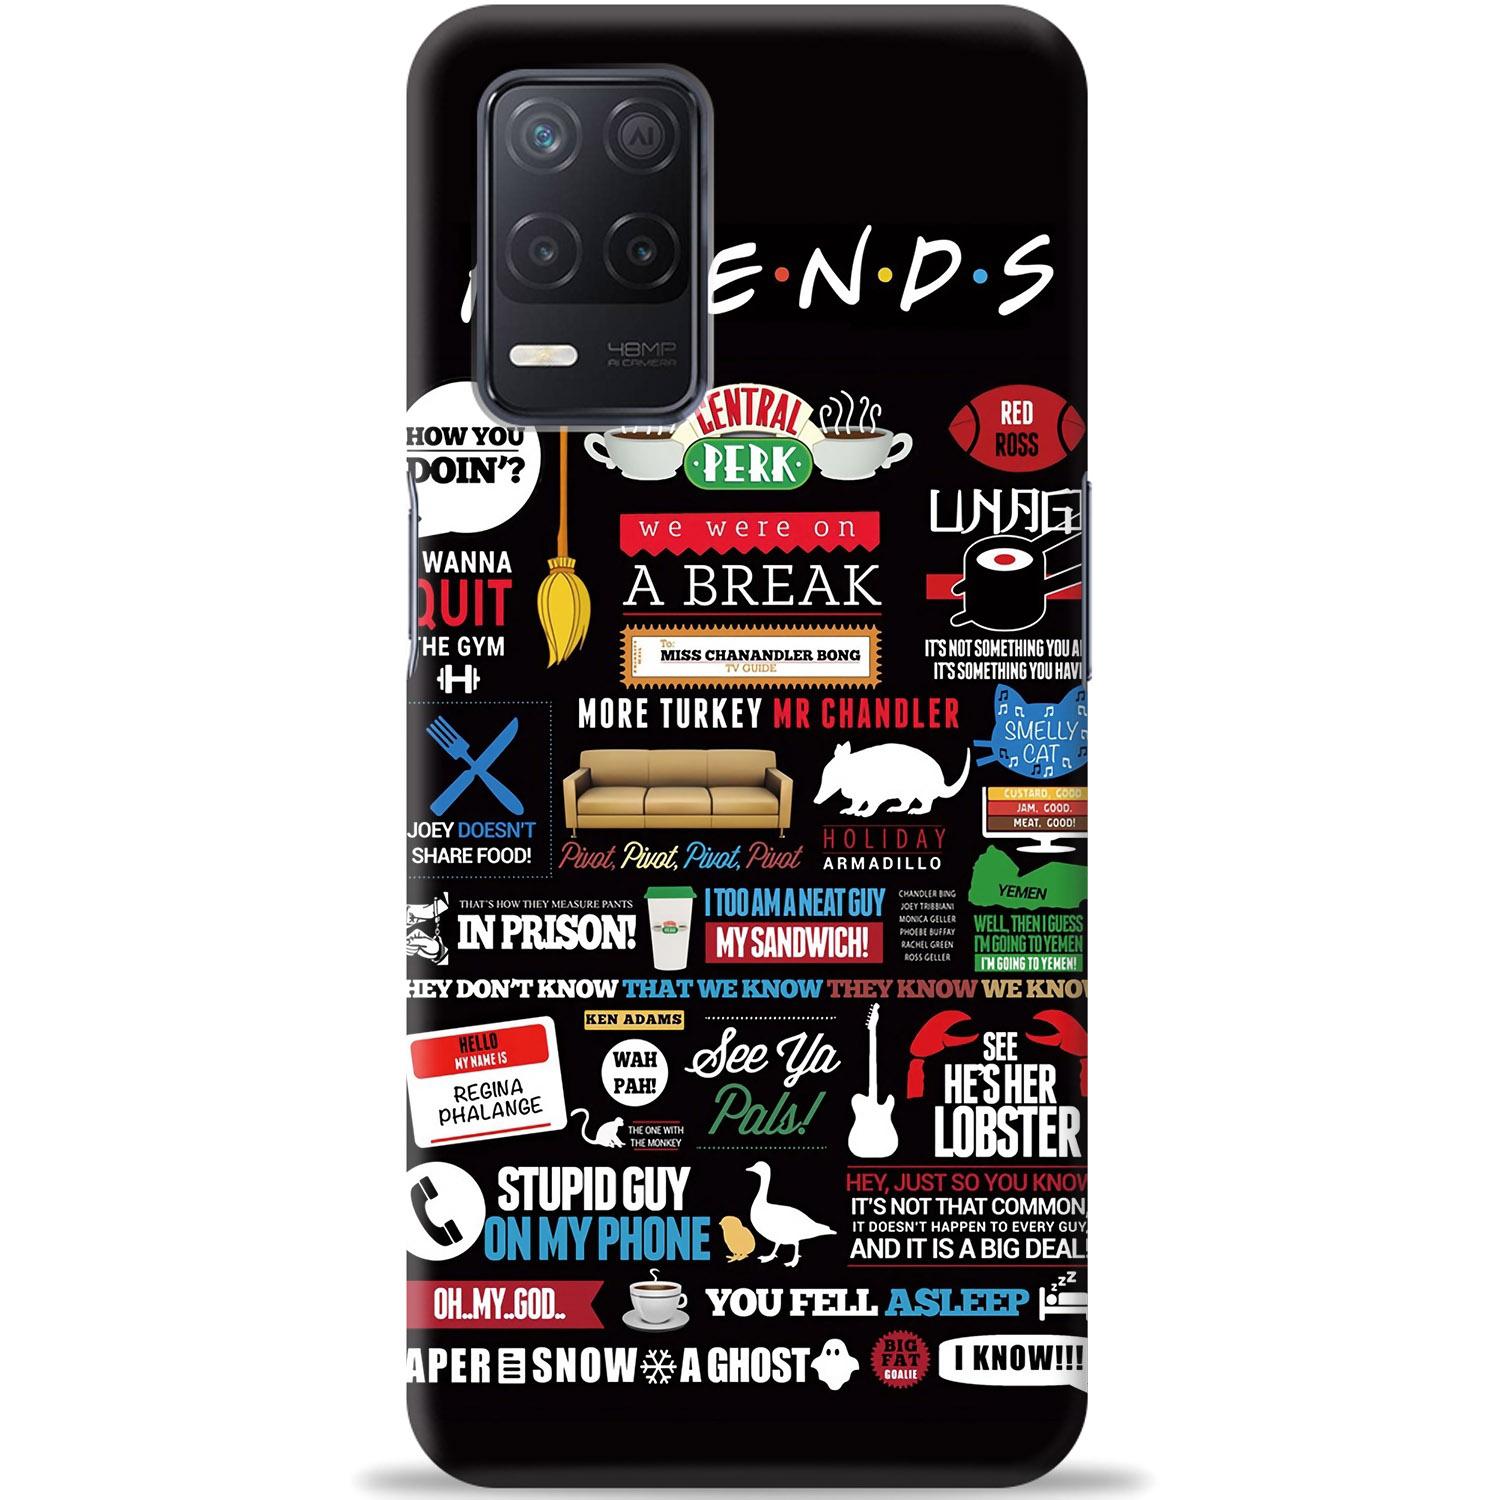 AI
48MP
AI CAMERA
E·N·D·S
HOW YOU
DOIN'?
CENTRAL
PERK
RED
ROSS
we were on
A BREAK
UNAGI
WANNA
QUIT
THE GYM
To:
MISS CHANANDLER BONG
TV GUIDE
IT'S NOT SOMETHING YOU A
IT'S SOMETHING YOU HAV
MORE TURKEY MR CHANDLER
SMELLY
CAT
CUSTARD, GOOD
JAM, GOOD.
MEAT, GOOD!
JOEY DOESN'T
SHARE FOOD!
Pivot, Pivot, Pivot, Pivot
HOLIDAY
ARMADILLO
THAT'S HOW THEY MEASURE PANTS
IN PRISON!
I TOO AM A NEAT GUY
MY SANDWICH!
CHANDLER BING
JOEY TRIBBIANI
MONICA GELLER
PHOEBE BUFFAY
RACHEL GREEN
ROSS GELLER
YEMEN
WELL, THEN I GUESS
I'M GOING TO YEMEN
I'M GOING TO YEMEN!
HEY DON'T KNOW THAT WE KNOW THEY KNOW WE KNOW
HELLO
MY NAME IS
REGINA
PHALANGE
KEN ADAMS
WAH
PAH!
THE ONE WITH
THE MONKEY
See Ya
Pals!
SEE
HE'S HER
LOBSTER
STUPID GUY
ON MY PHONE
HEY, JUST SO YOU KNOW
IT'S NOT THAT COMMON,
IT DOESN'T HAPPEN TO EVERY GUY,
AND IT IS A BIG DEAL!
OH..MY..GOD..
YOU FELL ASLEEP
zzZ
APER SNOW A GHOST
BIG
FAT
GOALIE
I KNOW!!!